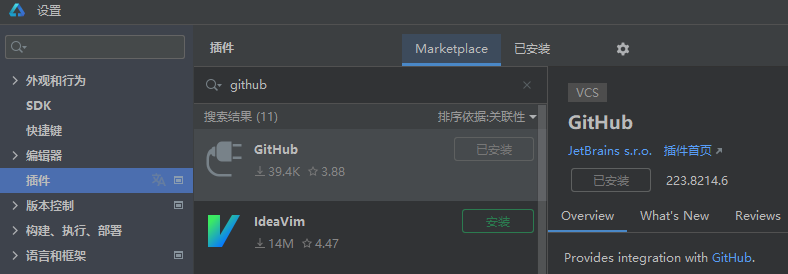 设置
插件
Marketplace
已安装
外观和行为
SDK
快捷键
编辑器
插件
版本控制
构建、执行、部署
语言和框架
github
搜索结果 (11)
排序依据:关联性
GitHub
39.4K
3.88
已安装
IdeaVim
14M
4.47
安装
VCS
GitHub
JetBrains s.r.o.
插件首页
已安装
223.8214.6
Overview
What's New
Reviews
Provides integration with GitHub.